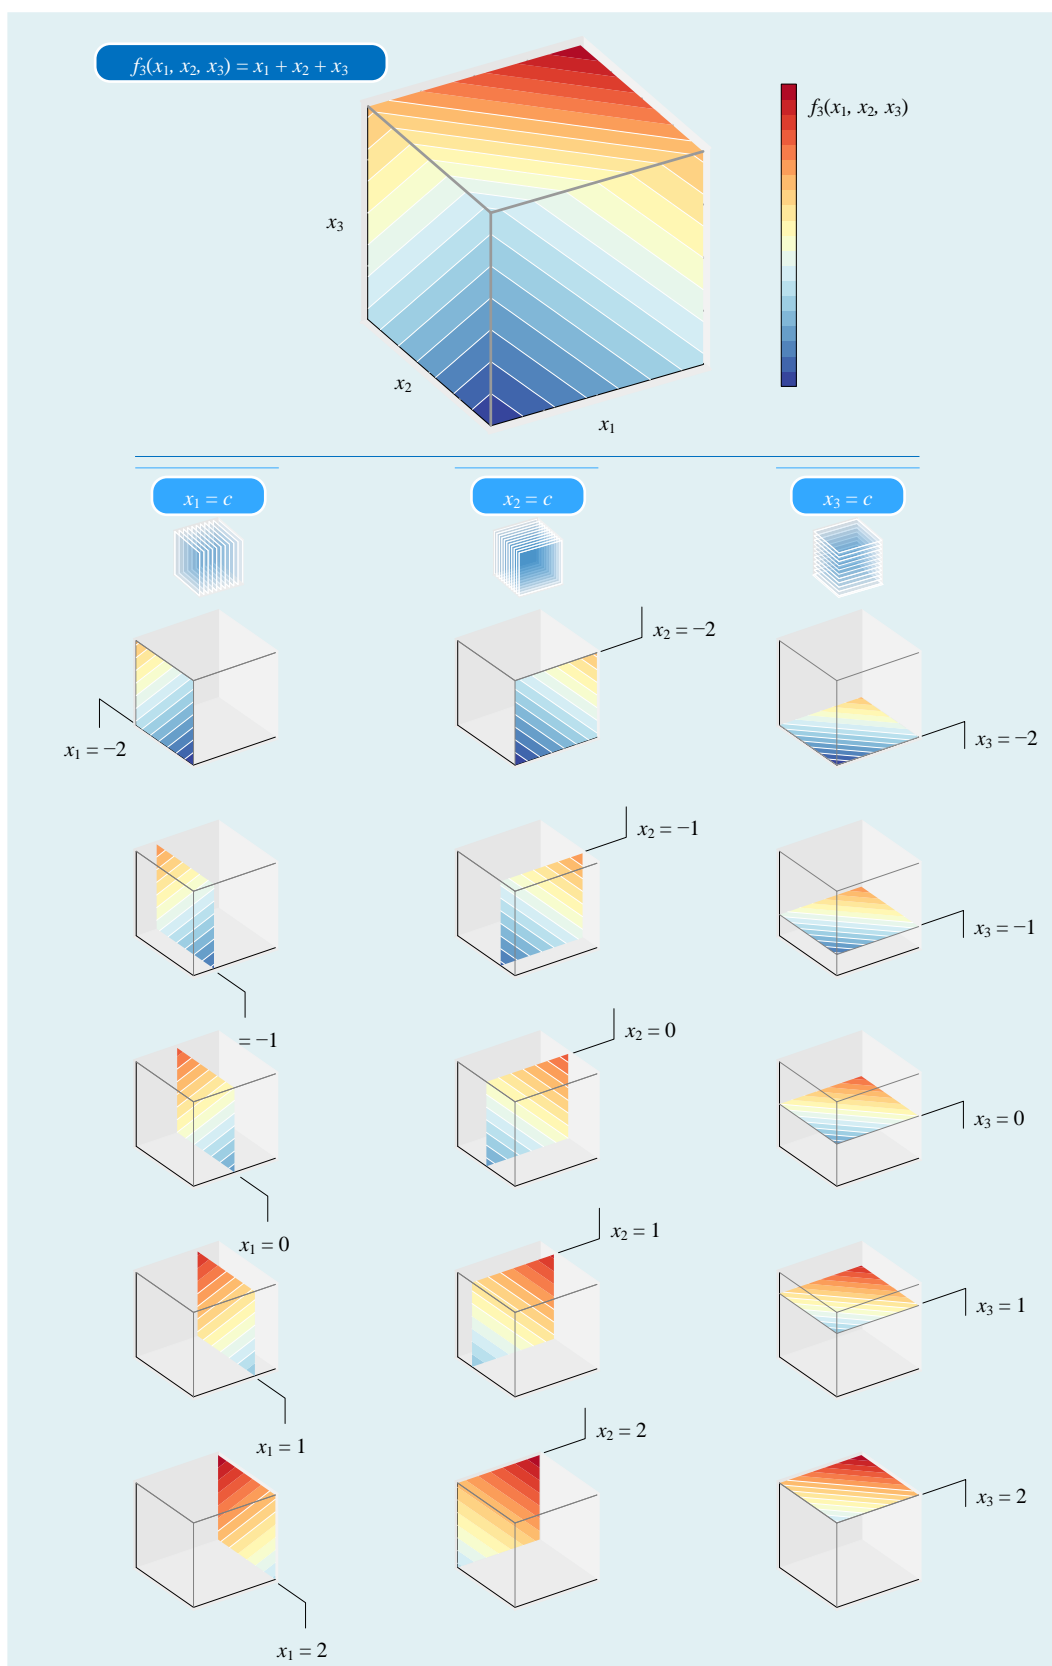 f₃(x₁, x₂, x₃) = x₁ + x₂ + x₃
f₃(x₁, x₂, x₃)
x₃
x₂
x₁
x₁ = c
x₂ = c
x₃ = c
x₂ = −2
x₁ = −2
x₃ = −2
x₂ = −1
x₃ = −1
= −1
x₂ = 0
x₃ = 0
x₁ = 0
x₂ = 1
x₃ = 1
x₁ = 1
x₂ = 2
x₃ = 2
x₁ = 2